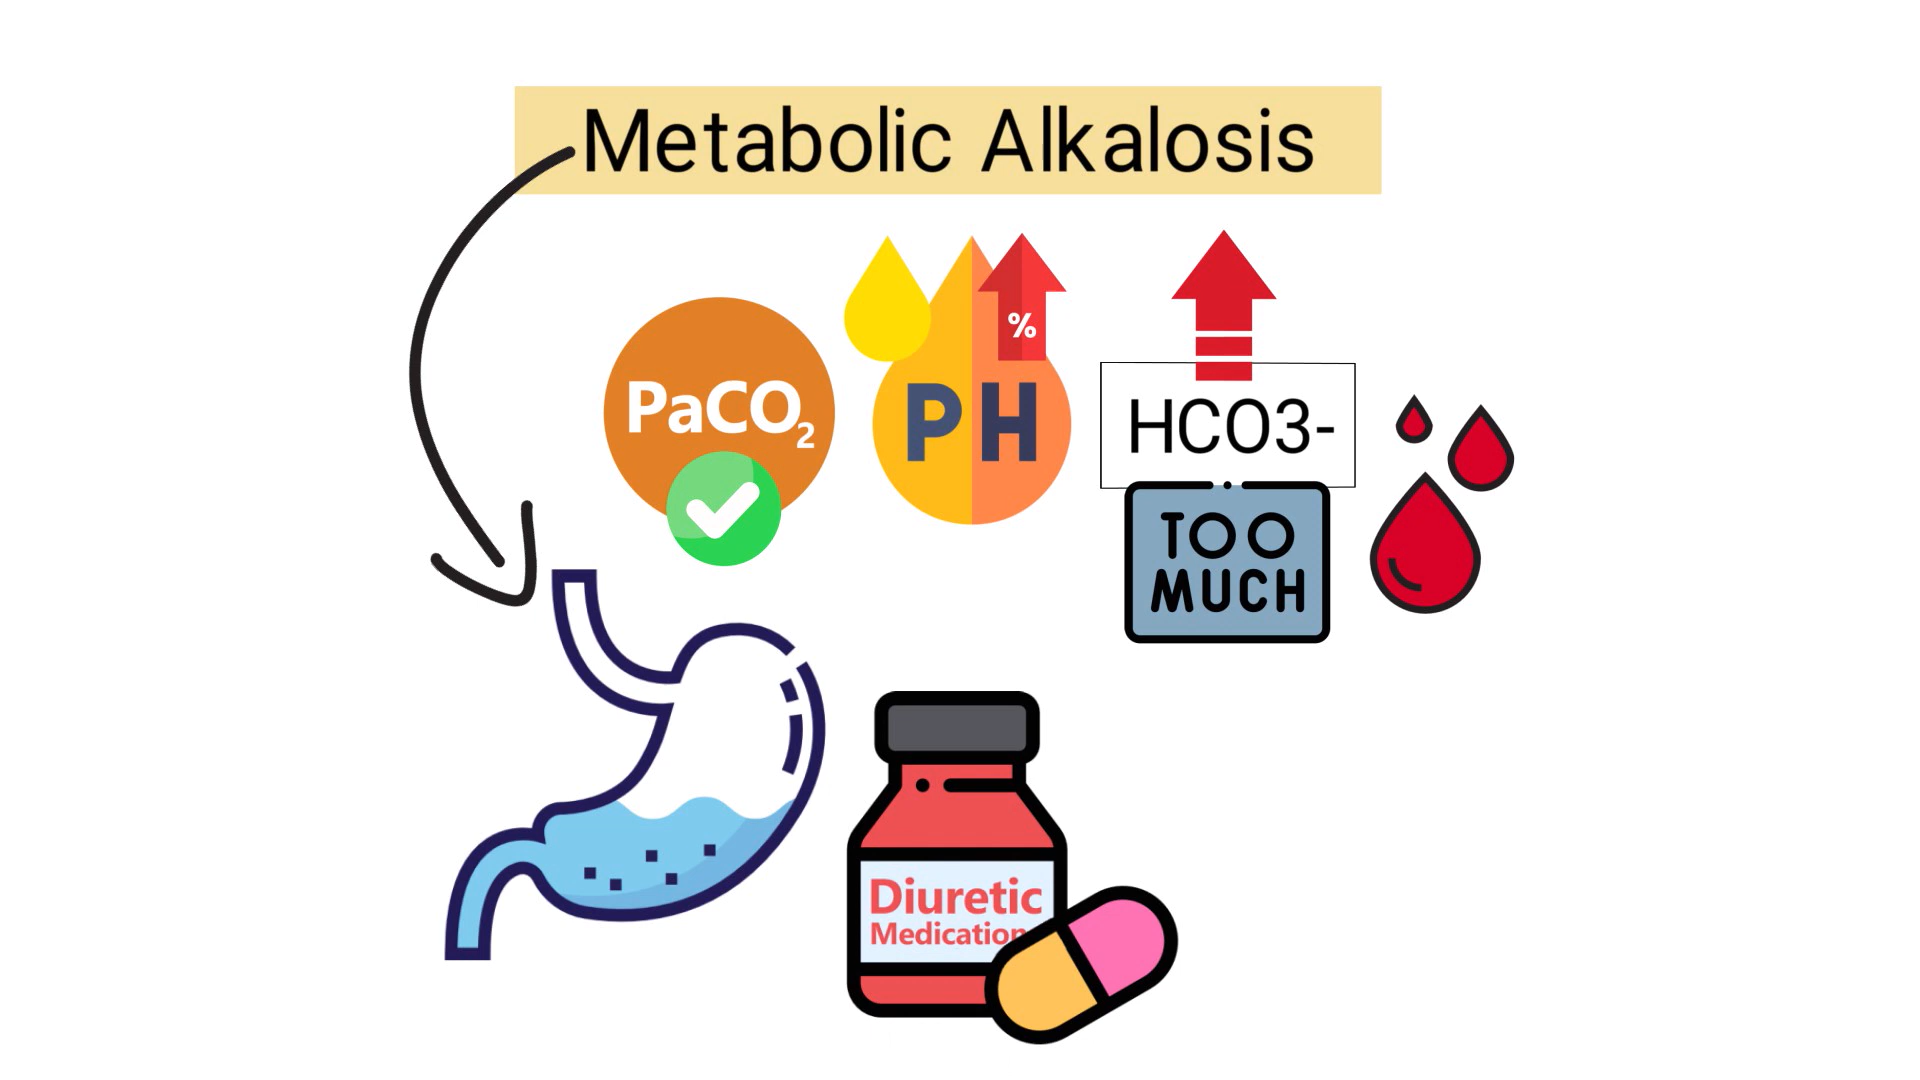 Metabolic Alkalosis
%
PaCO₂
PH
HCO3-
TOO
MUCH
Diuretic
Medication